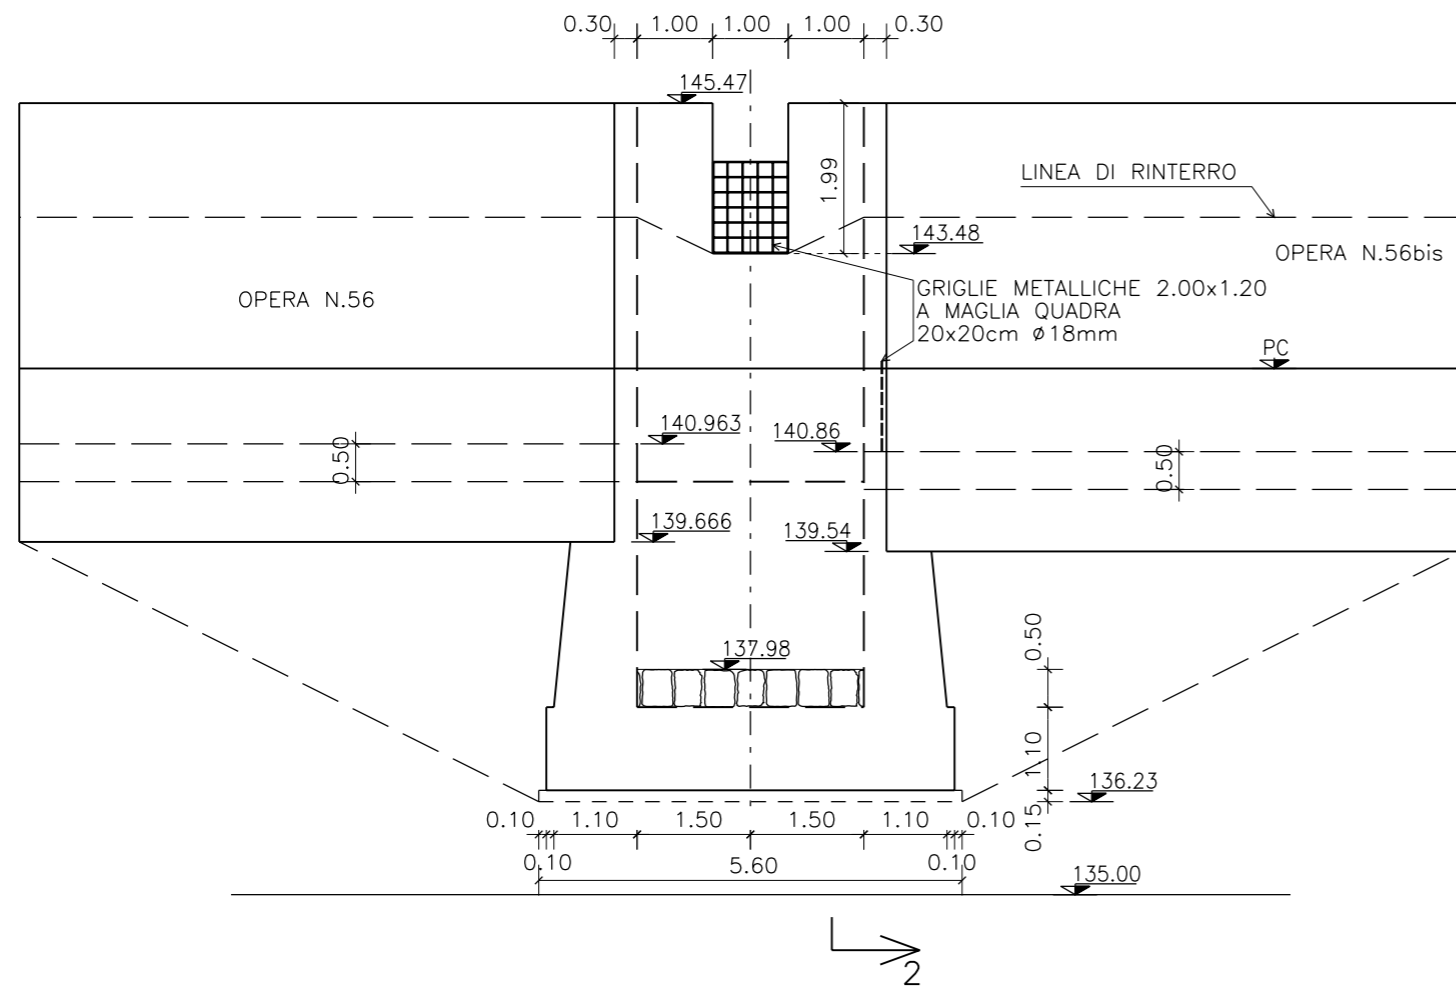 0.30 1.00 1.00 1.00 0.30
145.47
1.99
LINEA DI RINTERRO
143.48
OPERA N.56bis
OPERA N.56
GRIGLIE METALLICHE 2.00x1.20
A MAGLIA QUADRA
20x20cm ø18mm
PC
140.963
140.86
0.50
0.50
139.666
139.54
137.98
0.50
1.10
136.23
0.15
0.10 1.10 1.50 1.50 1.10 0.10
0.10 5.60 0.10
135.00
2